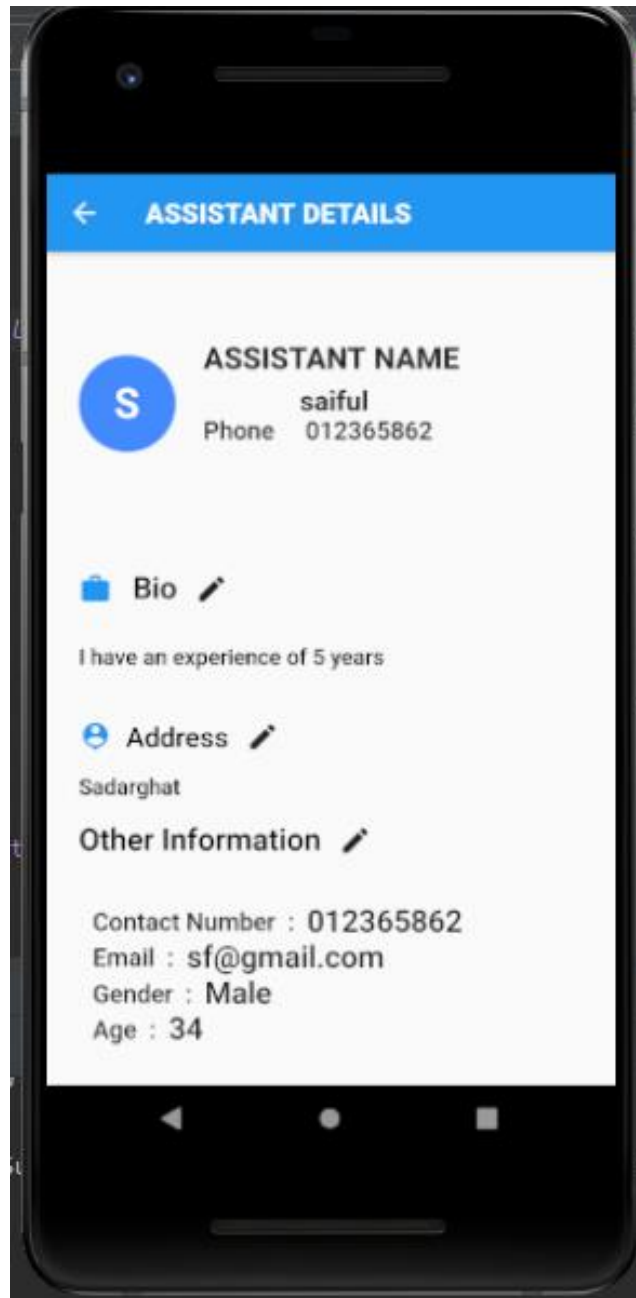 ASSISTANT DETAILS
S
ASSISTANT NAME
saiful
Phone 012365862
Bio
I have an experience of 5 years
Address
Sadarghat
Other Information
Contact Number : 012365862
Email : sf@gmail.com
Gender : Male
Age : 34